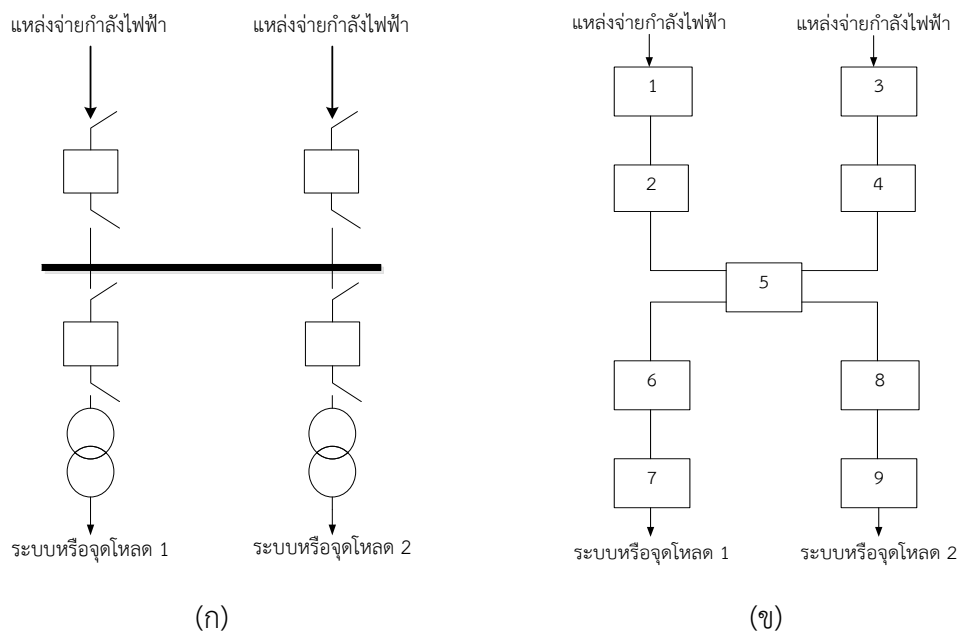 แหล่งจ่ายกำลังไฟฟ้า แหล่งจ่ายกำลังไฟฟ้า
ระบบหรือจุดโหลด 1 ระบบหรือจุดโหลด 2
(ก)
แหล่งจ่ายกำลังไฟฟ้า แหล่งจ่ายกำลังไฟฟ้า
1 3
2 4
5
6 8
7 9
ระบบหรือจุดโหลด 1 ระบบหรือจุดโหลด 2
(ข)